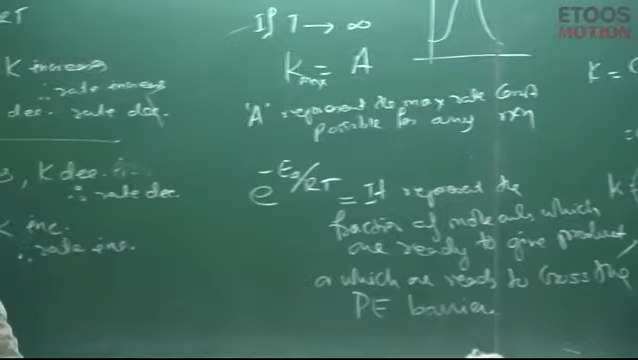 ETOOS
MOTION
RT
K increases
∴ rate increas
dec. rate dec.
K dec.
∴ rate dec.
K inc.
∴ rate inc.
If T → ∞
Kmax = A
"A" represent the max rate const
possible for any rxn
e^-Ea/RT = It represent the
fraction of molecules which
are ready to give product
or which are ready to cross the
PE barrier
K =
K